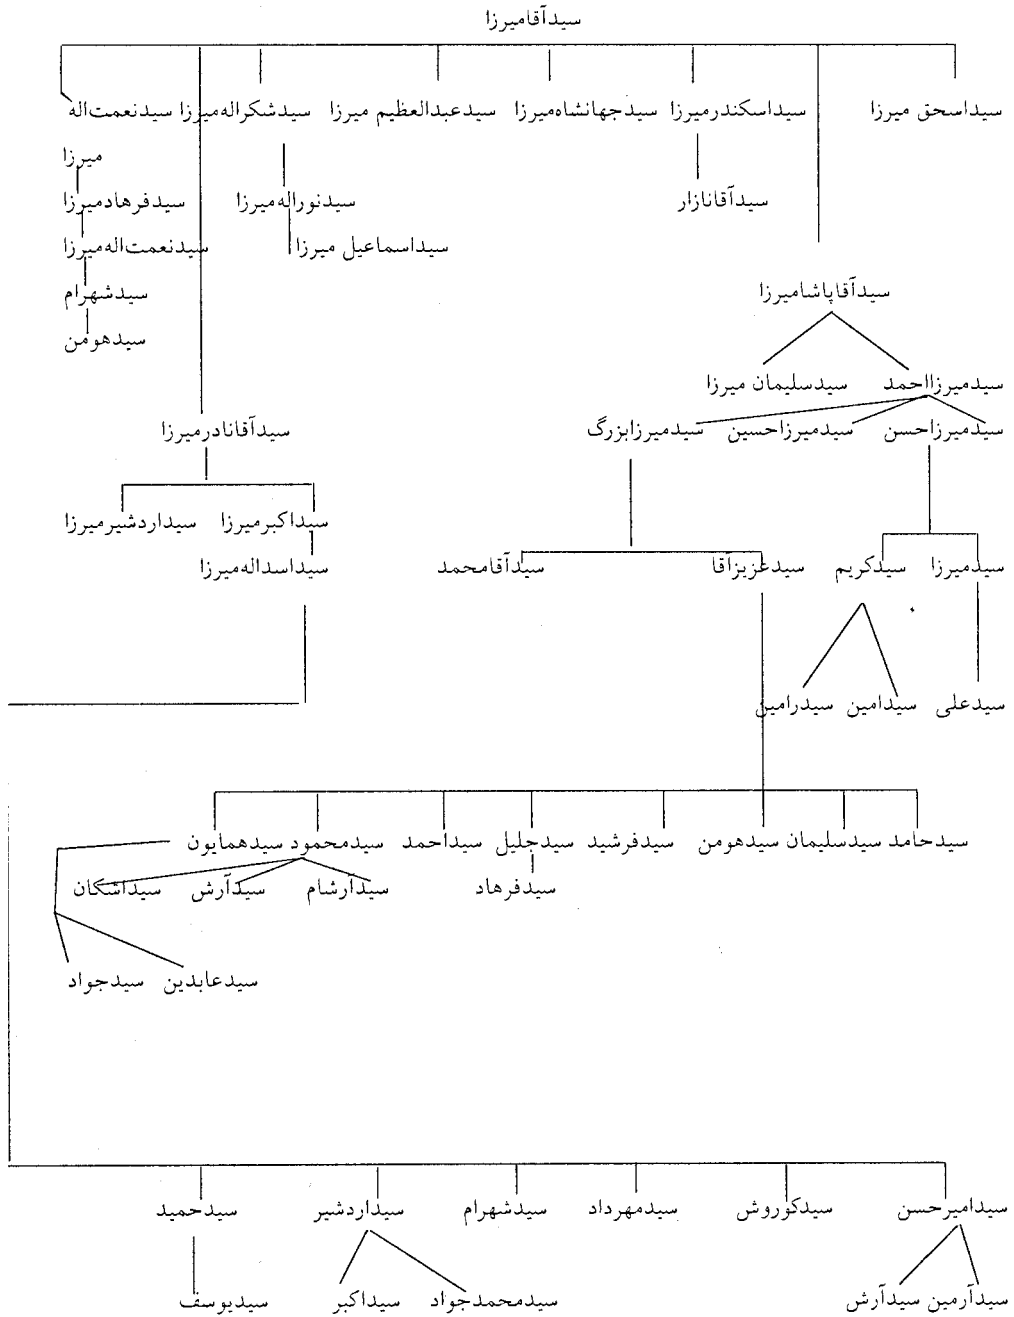 سیدآقامیرزا
سیداسحق میرزا سیداسکندرمیرزا سیدجهانشاه‌میرزا سیدعبدالعظیم میرزا سیدشکراله‌میرزا سیدنعمت‌اله
میرزا
سیدآقانازار سیدنوراله‌میرزا سیدفرهادمیرزا
سیداسماعیل میرزا سیدنعمت‌اله‌میرزا
سیدآقاپاشامیرزا سیدشهرام
سیدهومن
سیدمیرزااحمد سیدسلیمان میرزا
سیدمیرزاحسن سیدمیرزاحسین سیدمیرزابزرگ سیدآقانادرمیرزا
سیداکبرمیرزا سیداردشیرمیرزا
سیدمیرزا سیدکریم سیدعزیزآقا سیدآقامحمد سیداسداله‌میرزا
سیدعلی سیدامین سیدرامین
سیدحامد سیدسلیمان سیدهومن سیدفرشید سیدجلیل سیداحمد سیدمحمود سیدهمایون
سیدفرهاد سیدارشام سیدآرش سیداشکان
سیدعابدین سیدجواد
سیدامیرحسن سیدکوروش سیدمهرداد سیدشهرام سیداردشیر سیدحمید
سیدآرمین سیدآرش سیدمحمدجواد سیداکبر سیدیوسف